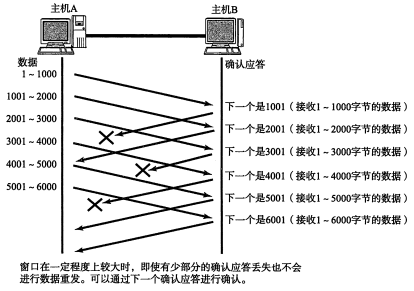 主机A
主机B
数据
确认应答
1～1000
1001～2000
2001～3000
3001～4000
4001～5000
5001～6000
下一个是1001（接收1～1000字节的数据）
下一个是2001（接收1～2000字节的数据）
下一个是3001（接收1～3000字节的数据）
下一个是4001（接收1～4000字节的数据）
下一个是5001（接收1～5000字节的数据）
下一个是6001（接收1～6000字节的数据）
窗口在一定程度上较大时，即使有少部分的确认应答丢失也不会
进行数据重发。可以通过下一个确认应答进行确认。